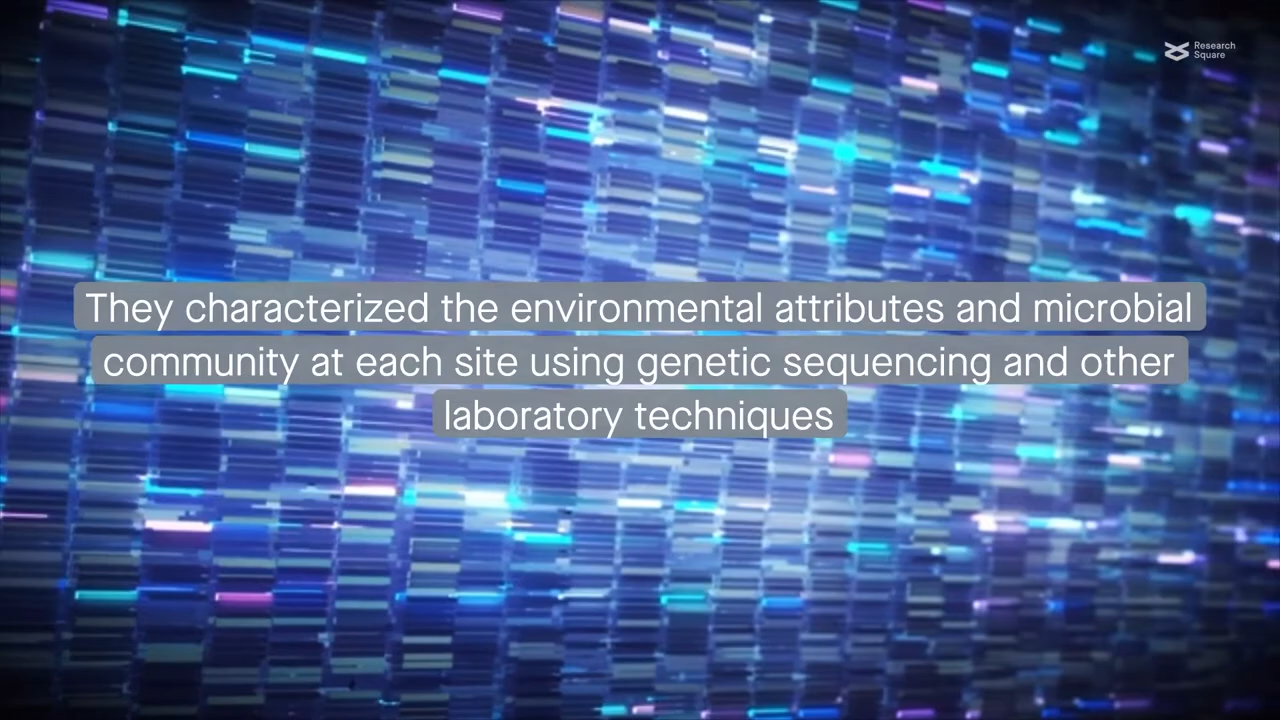 Research
Square
They characterized the environmental attributes and microbial
community at each site using genetic sequencing and other
laboratory techniques